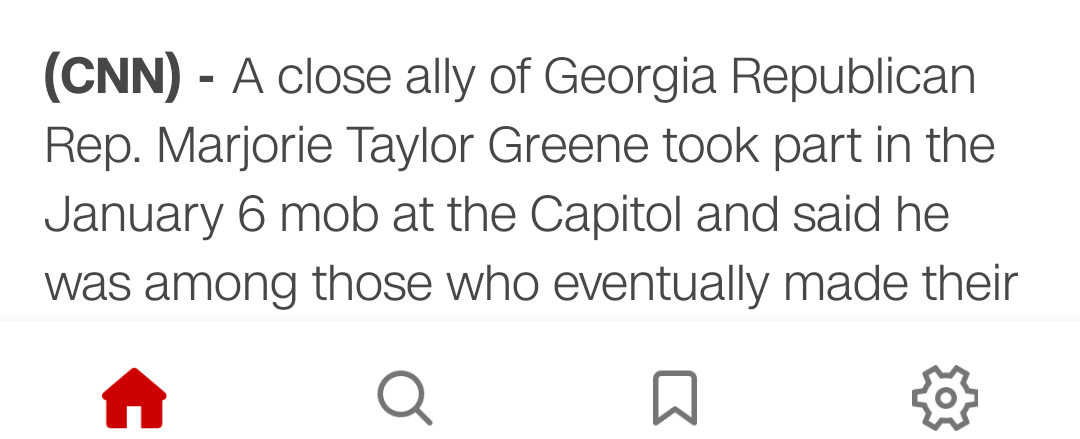 (CNN) - A close ally of Georgia Republican
Rep. Marjorie Taylor Greene took part in the
January 6 mob at the Capitol and said he
was among those who eventually made their